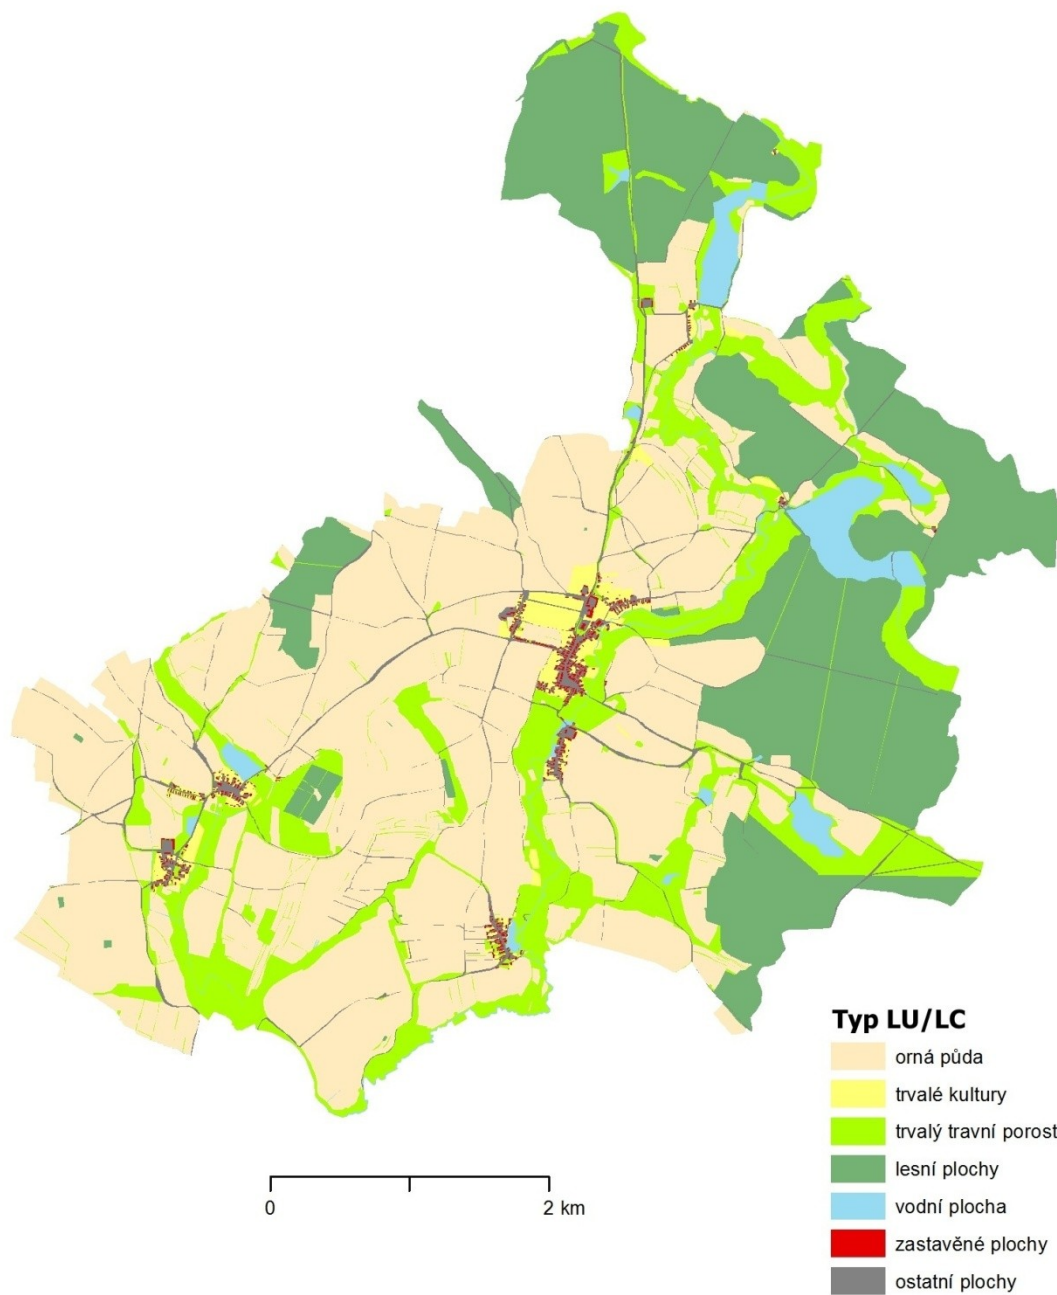 Typ LU/LC
orná půda
trvalé kultury
trvalý travní porost
lesní plochy
vodní plocha
zastavěné plochy
ostatní plochy
0 2 km